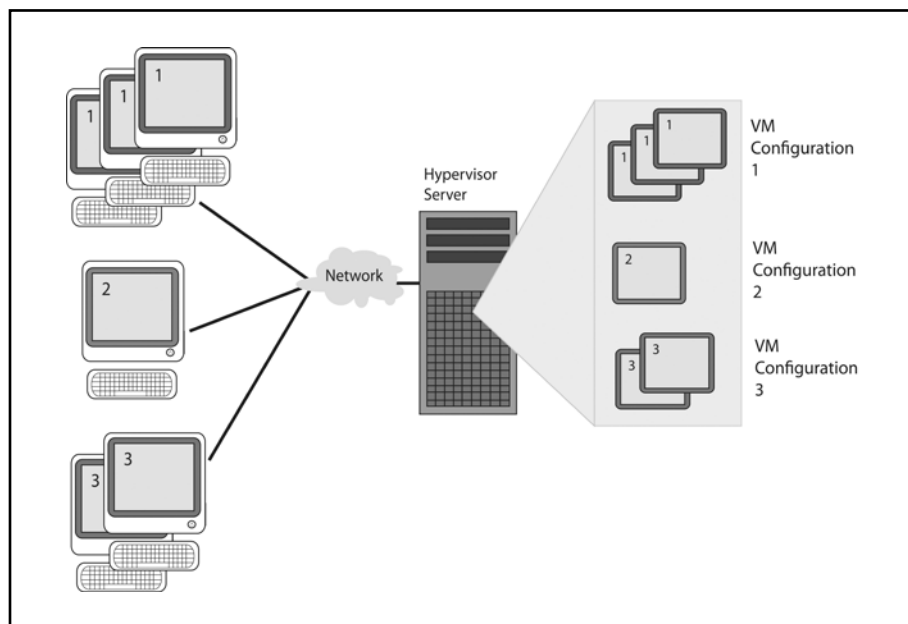 1
1
1
2
3
3
Network
Hypervisor
Server
1
1
1
2
3
3
VM
Configuration
1
VM
Configuration
2
VM
Configuration
3